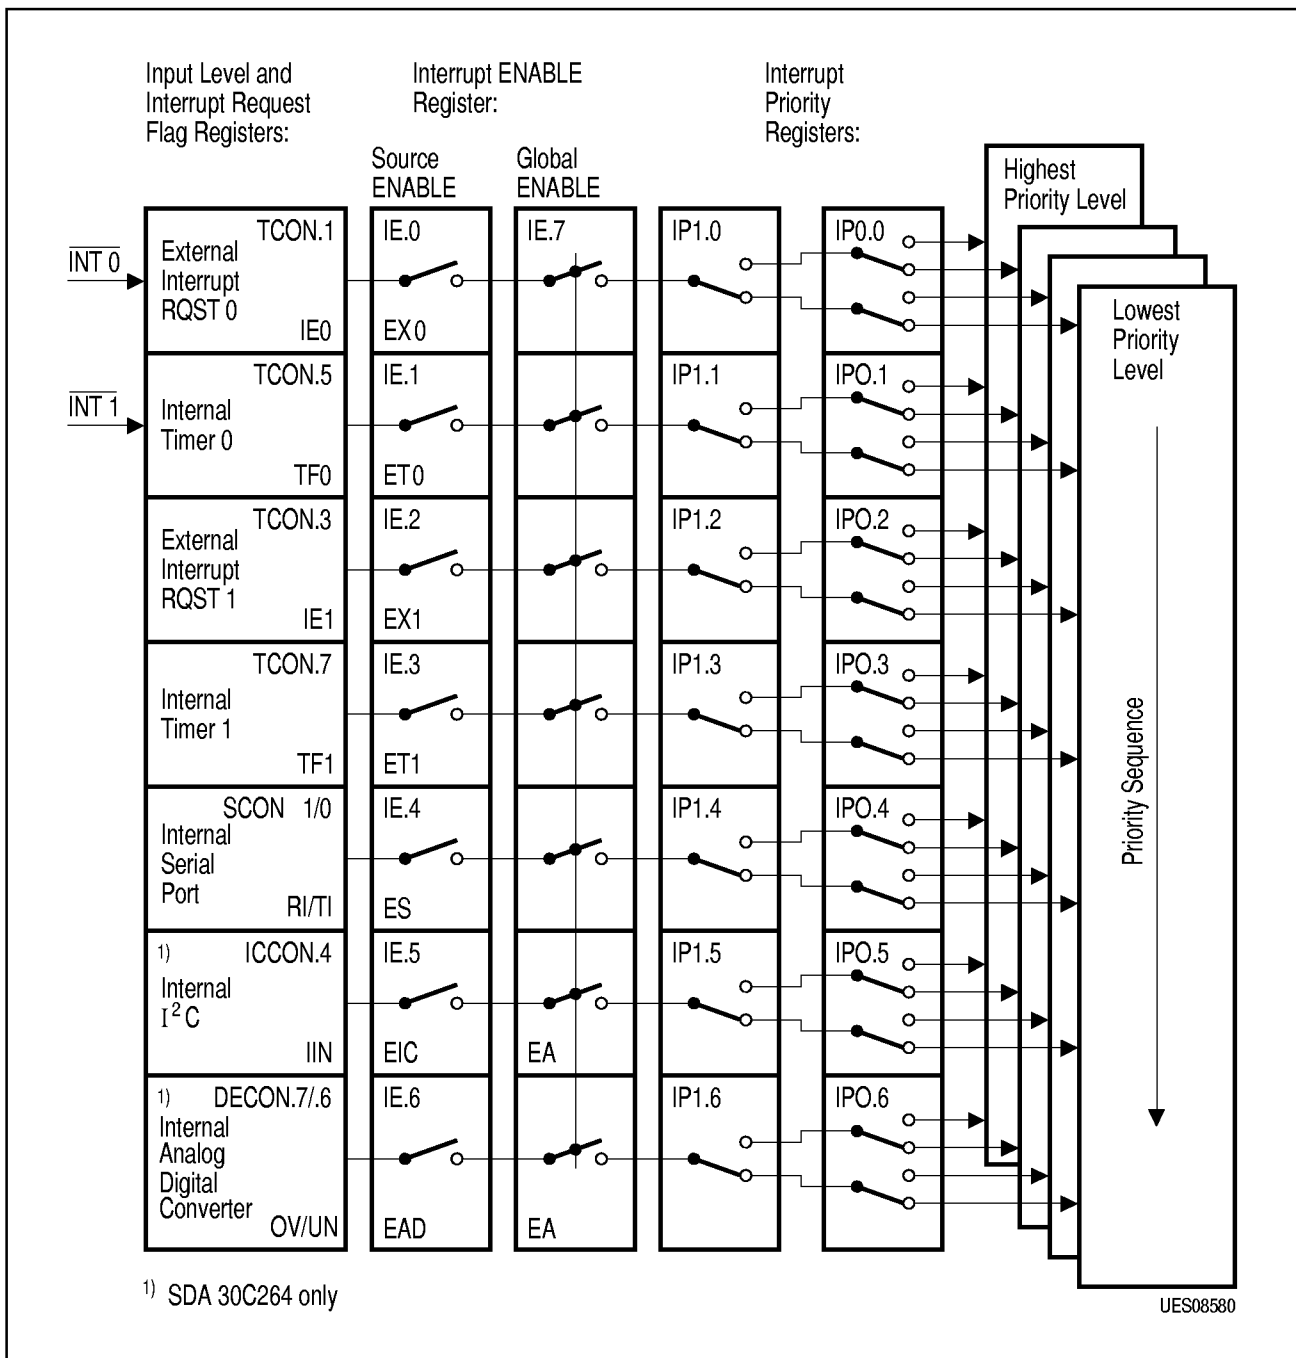 Input Level and
Interrupt Request
Flag Registers:
Interrupt ENABLE
Register:
Interrupt
Priority
Registers:
Source
ENABLE
Global
ENABLE
Highest
Priority Level
Lowest
Priority
Level
Priority Sequence
INT 0
TCON.1
External
Interrupt
RQST 0
IE0
IE.0
EX0
IE.7
IP1.0
IP0.0
INT 1
TCON.5
Internal
Timer 0
TF0
IE.1
ET0
IP1.1
IPO.1
TCON.3
External
Interrupt
RQST 1
IE1
IE.2
EX1
IP1.2
IPO.2
TCON.7
Internal
Timer 1
TF1
IE.3
ET1
IP1.3
IPO.3
SCON 1/0
Internal
Serial
Port
RI/TI
IE.4
ES
IP1.4
IPO.4
1) ICCON.4
Internal
I²C
IIN
IE.5
EIC
EA
IP1.5
IPO.5
1) DECON.7/.6
Internal
Analog
Digital
Converter
OV/UN
IE.6
EAD
EA
IP1.6
IPO.6
1) SDA 30C264 only
UES08580